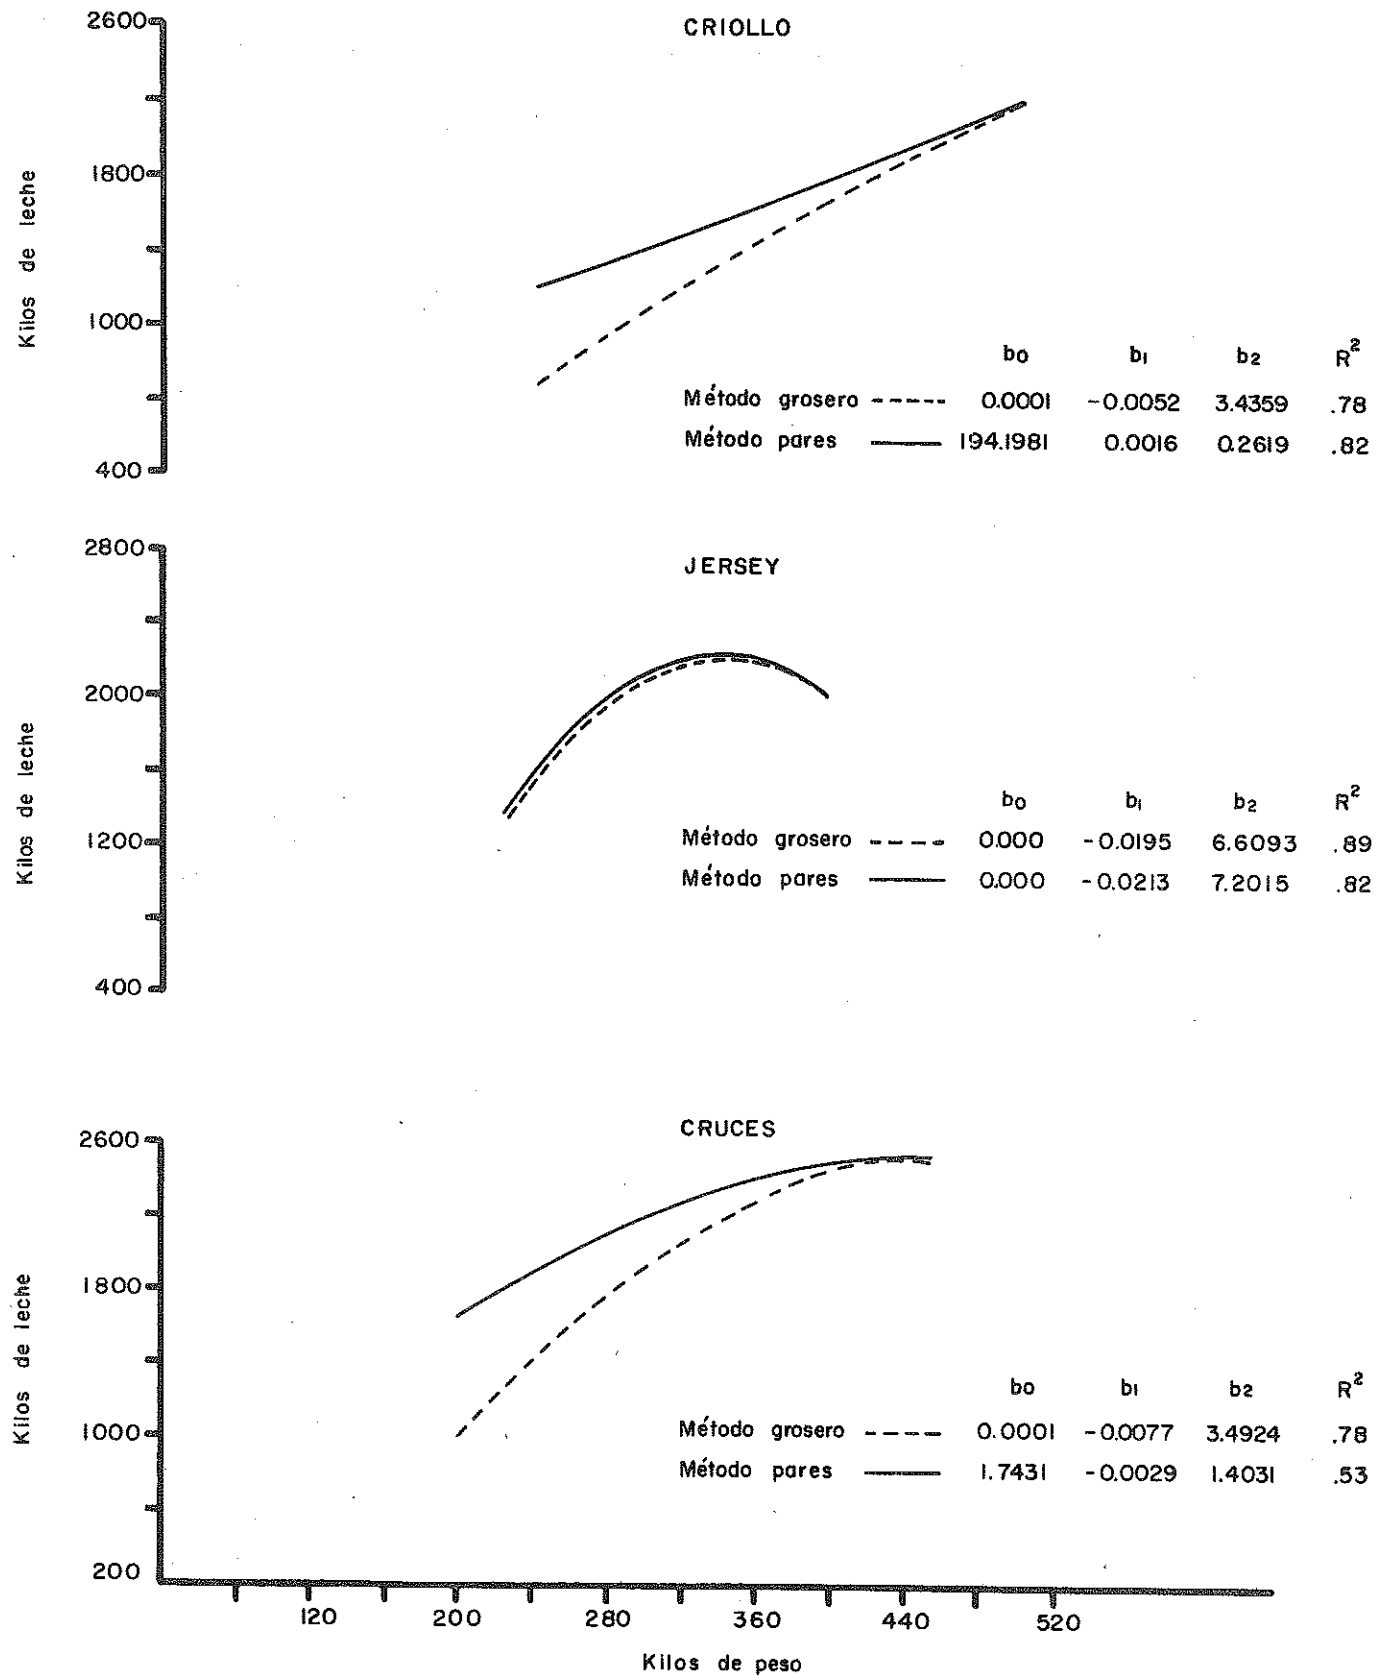 CRIOLLO
2600
1800
1000
400
Kilos de leche
b0 b1 b2 R²
Método grosero 0.0001 -0.0052 3.4359 .78
Método pares 194.1981 0.0016 0.2619 .82
JERSEY
2800
2000
1200
400
Kilos de leche
b0 b1 b2 R²
Método grosero 0.000 -0.0195 6.6093 .89
Método pares 0.000 -0.0213 7.2015 .82
CRUCES
2600
1800
1000
200
Kilos de leche
b0 b1 b2 R²
Método grosero 0.0001 -0.0077 3.4924 .78
Método pares 1.7431 -0.0029 1.4031 .53
120 200 280 360 440 520
Kilos de peso